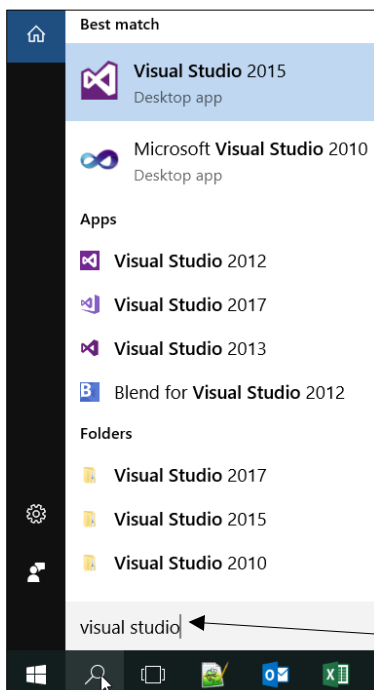 Best match
Visual Studio 2015
Desktop app
Microsoft Visual Studio 2010
Desktop app
Apps
Visual Studio 2012
Visual Studio 2017
Visual Studio 2013
Blend for Visual Studio 2012
Folders
Visual Studio 2017
Visual Studio 2015
Visual Studio 2010
visual studio